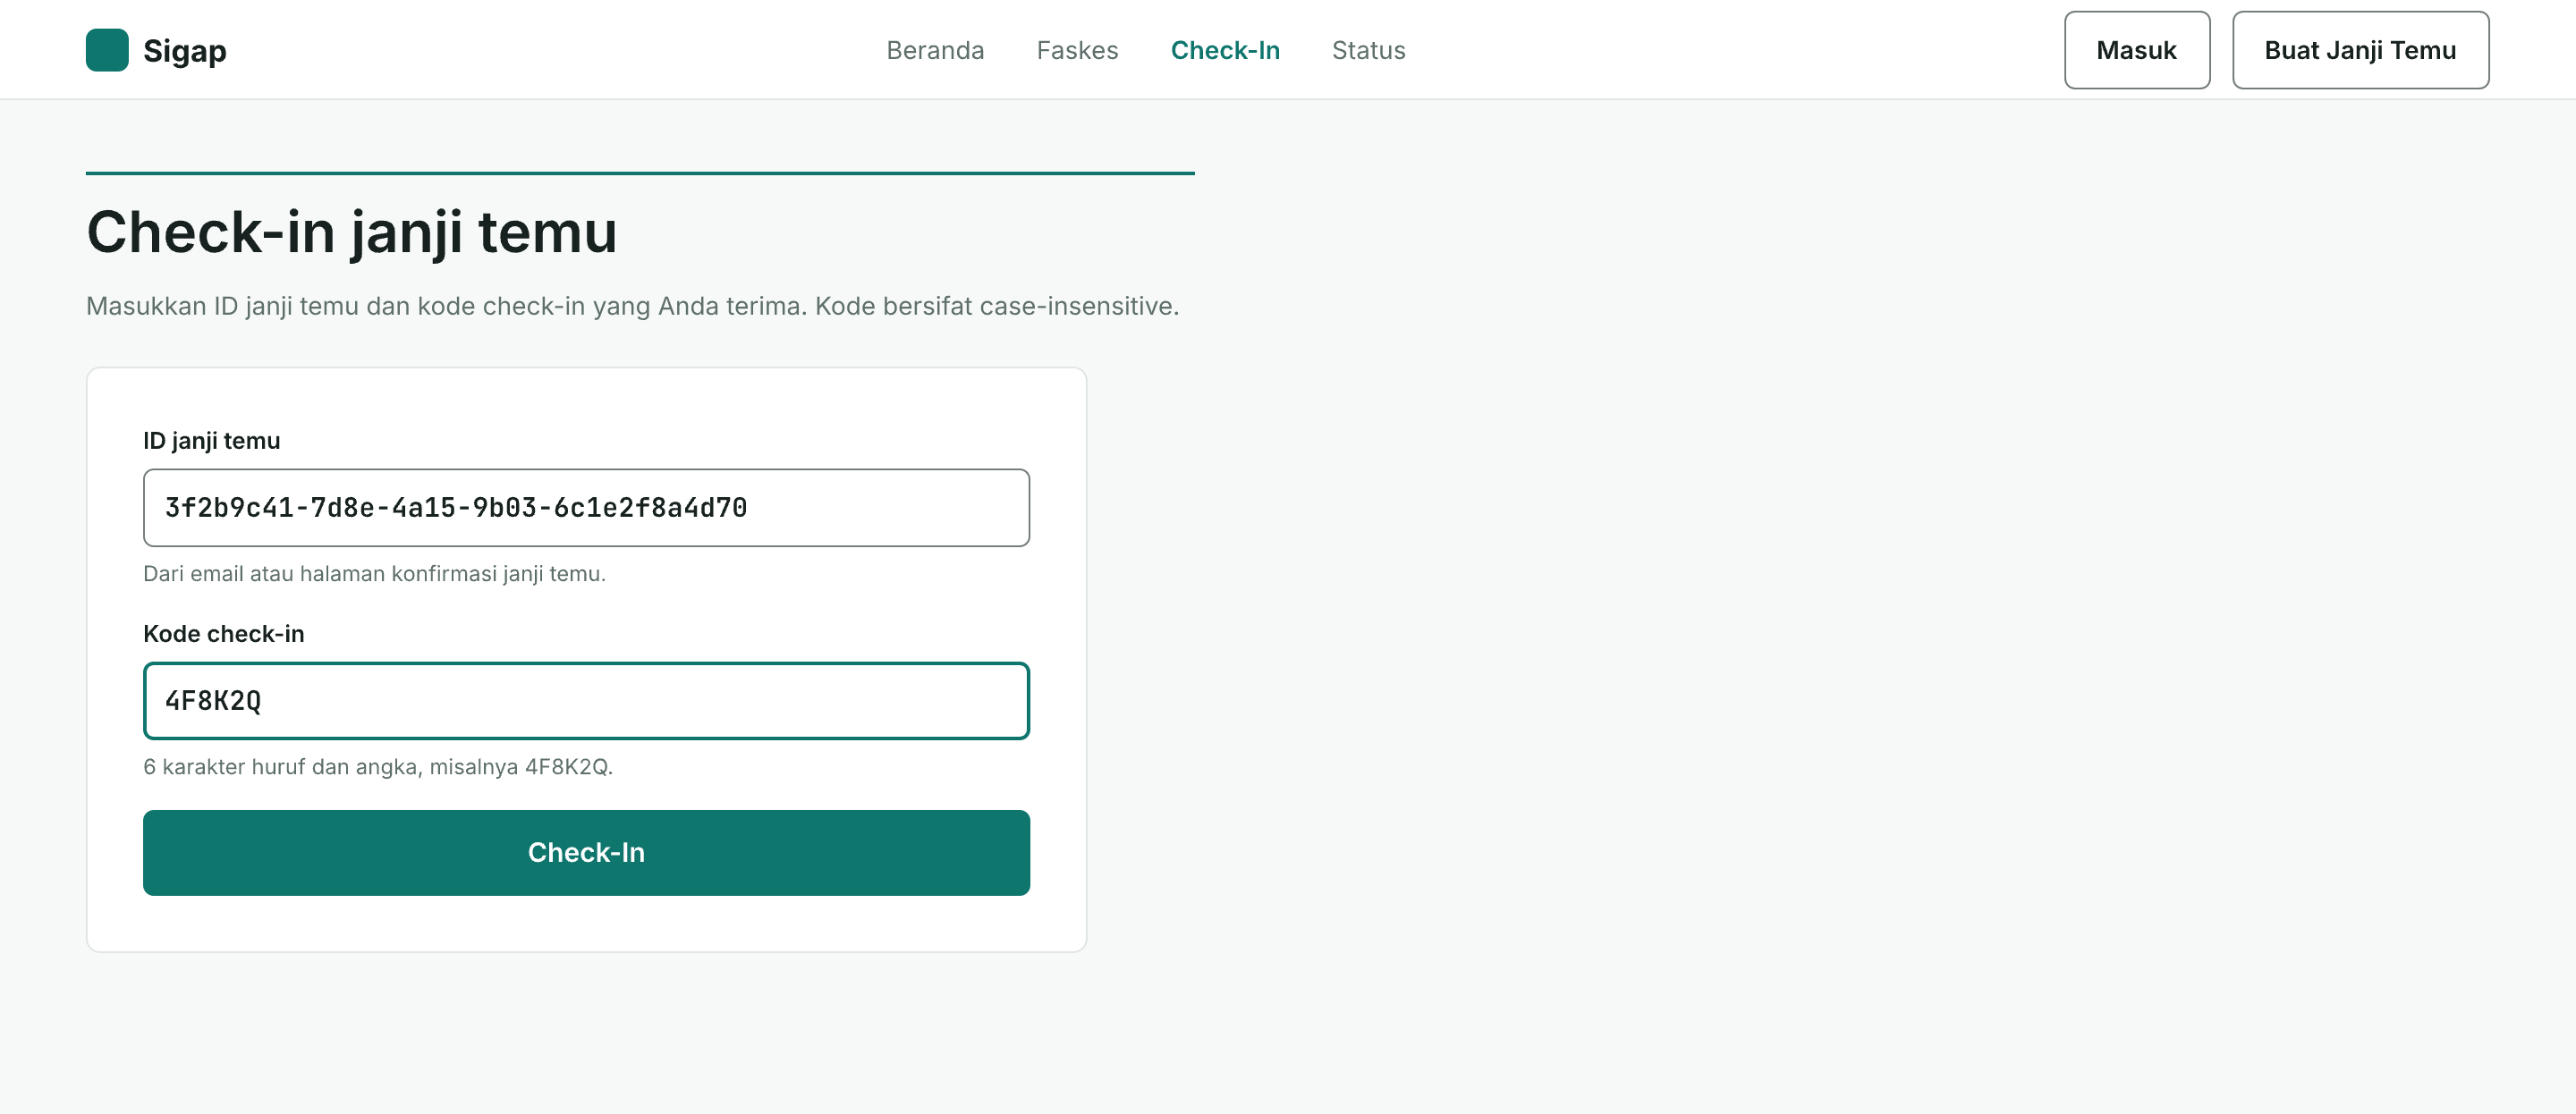 Sigap
Beranda
Faskes
Check-In
Status
Masuk
Buat Janji Temu
Check-in janji temu
Masukkan ID janji temu dan kode check-in yang Anda terima. Kode bersifat case-insensitive.
ID janji temu
3f2b9c41-7d8e-4a15-9b03-6c1e2f8a4d70
Dari email atau halaman konfirmasi janji temu.
Kode check-in
4F8K2Q
6 karakter huruf dan angka, misalnya 4F8K2Q.
Check-In